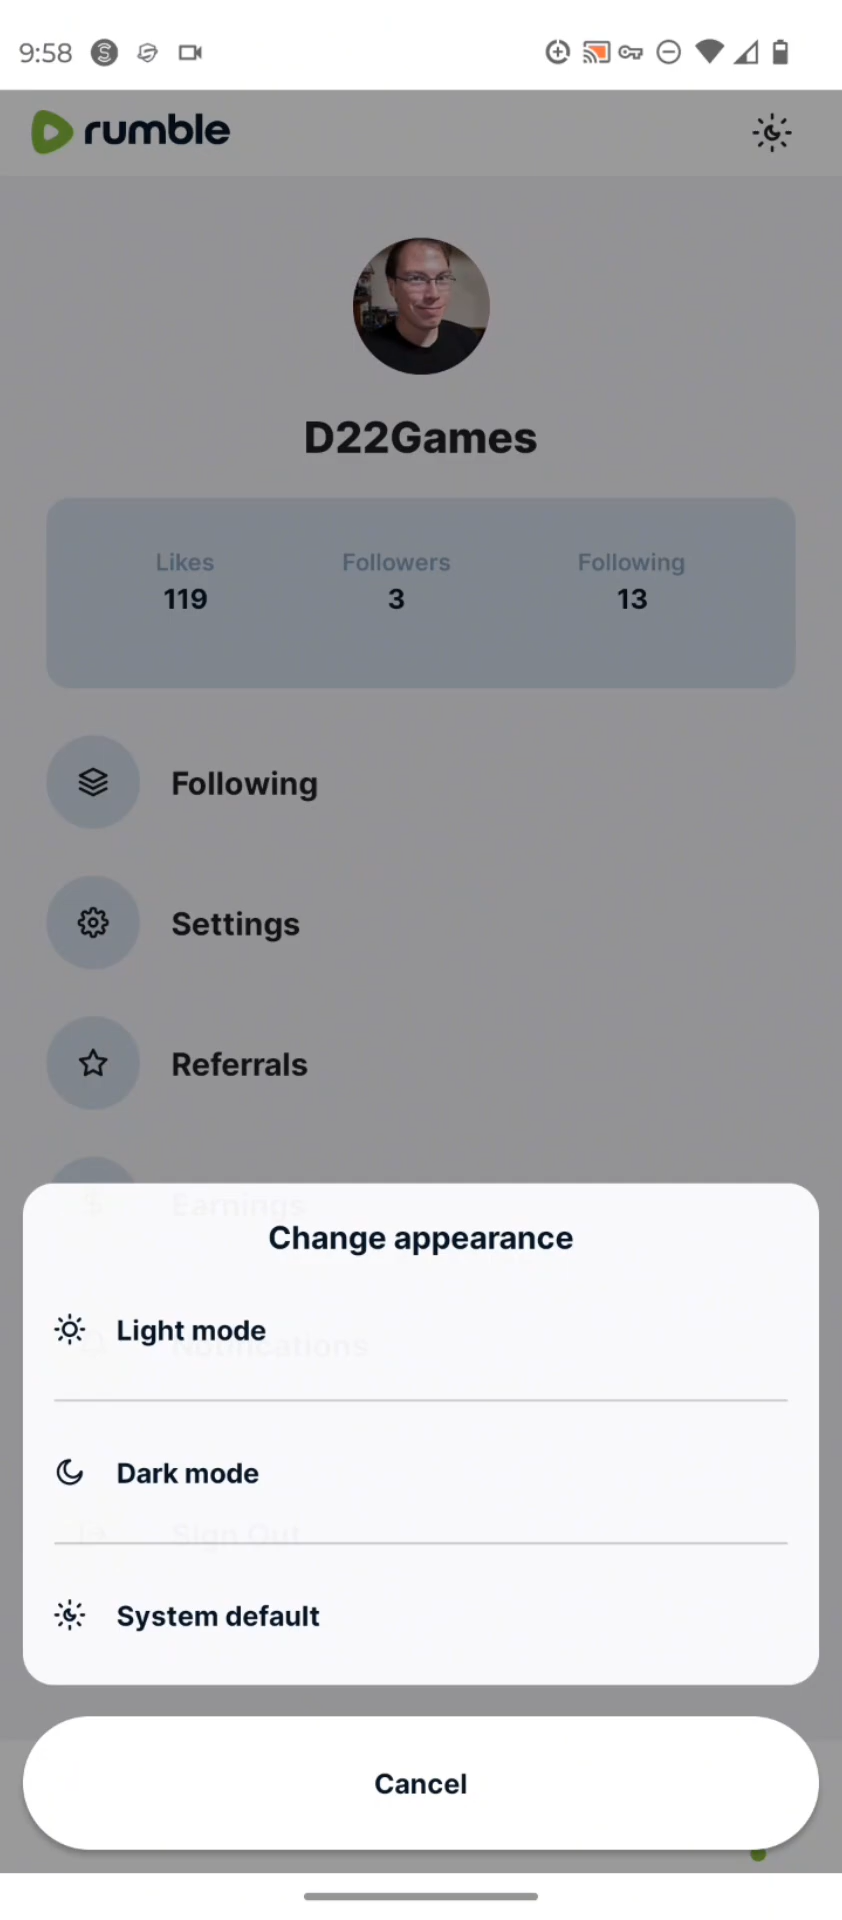 9:58
rumble
D22Games
Likes Followers Following
119 3 13
Following
Settings
Referrals
Earnings
Change appearance
Light mode
Notifications
Dark mode
Sign Out
System default
Cancel